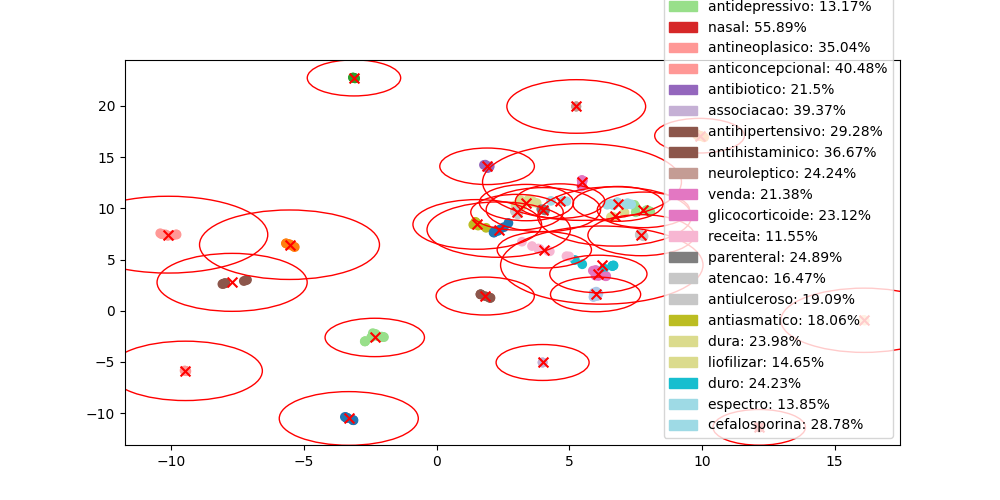 antidepressivo: 13.17%
nasal: 55.89%
antineoplasico: 35.04%
anticoncepcional: 40.48%
antibiotico: 21.5%
associacao: 39.37%
antihipertensivo: 29.28%
antihistaminico: 36.67%
neuroleptico: 24.24%
venda: 21.38%
glicocorticoide: 23.12%
receita: 11.55%
parenteral: 24.89%
atencao: 16.47%
antiulceroso: 19.09%
antiasmatico: 18.06%
dura: 23.98%
liofilizar: 14.65%
duro: 24.23%
espectro: 13.85%
cefalosporina: 28.78%
20
15
10
5
0
−5
−10
−10 −5 0 5 10 15